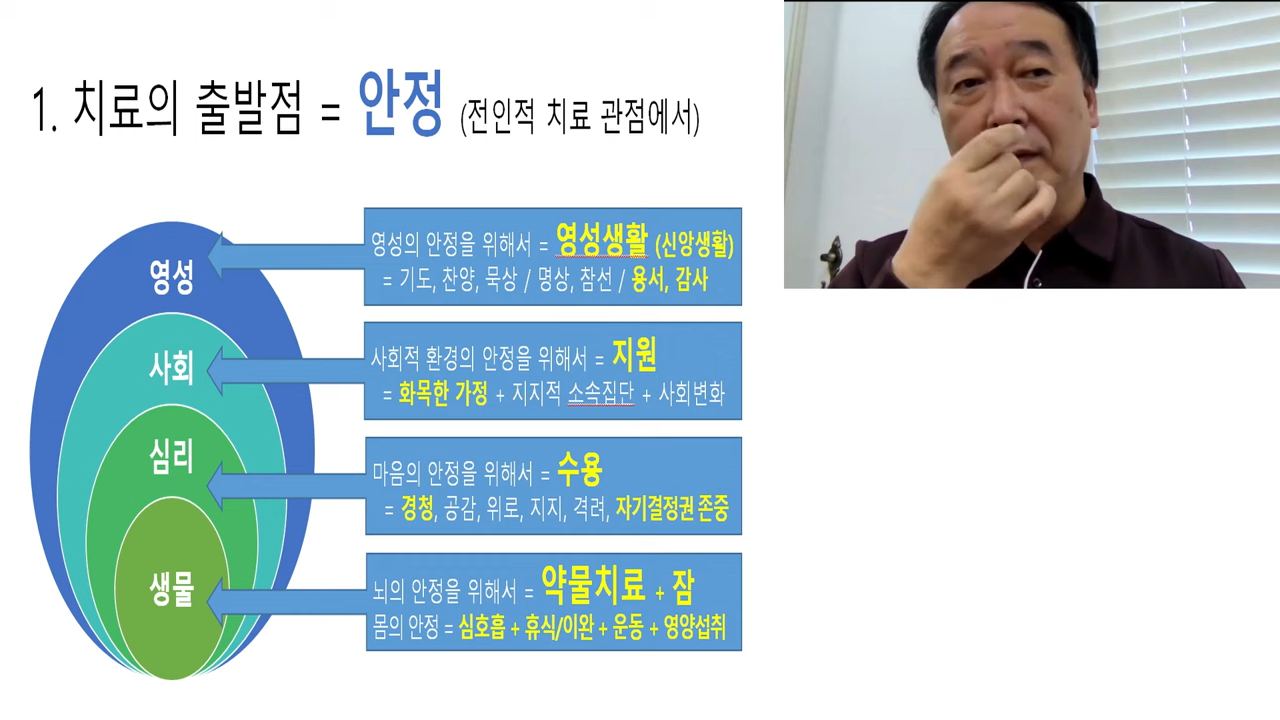 1. 치료의 출발점 = 안정 (전인적 치료 관점에서)
영성
영성의 안정을 위해서 = 영성생활 (신앙생활)
= 기도, 찬양, 묵상 / 명상, 참선 / 용서, 감사
사회
사회적 환경의 안정을 위해서 = 지원
= 화목한 가정 + 지지적 소속집단 + 사회변화
심리
마음의 안정을 위해서 = 수용
= 경청, 공감, 위로, 지지, 격려, 자기결정권 존중
생물
뇌의 안정을 위해서 = 약물치료 + 잠
몸의 안정 = 심호흡 + 휴식/이완 + 운동 + 영양섭취